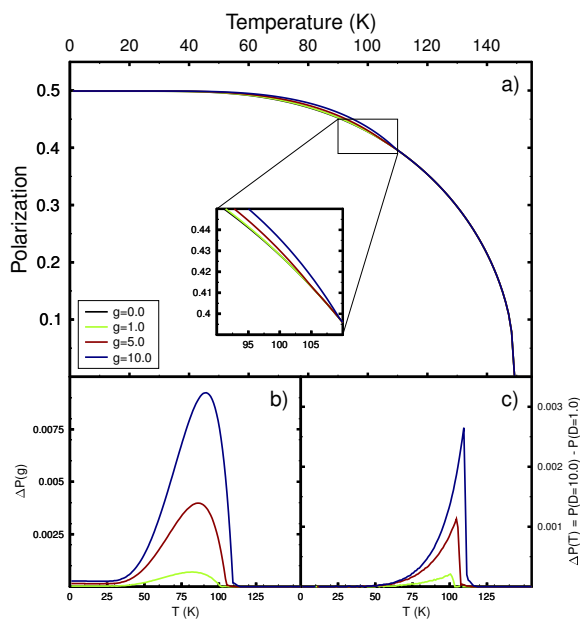 Temperature (K)
0 20 40 60 80 100 120 140
a)
Polarization
0.5
0.4
0.3
0.2
0.1
0.44
0.43
0.42
0.41
0.4
95 100 105
g=0.0
g=1.0
g=5.0
g=10.0
b)
ΔP(g)
0.0075
0.005
0.0025
0 25 50 75 100 125
T (K)
c)
0.003
0.002
0.001
ΔP(T) = P(D=10.0) - P(D=1.0)
25 50 75 100 125
T (K)